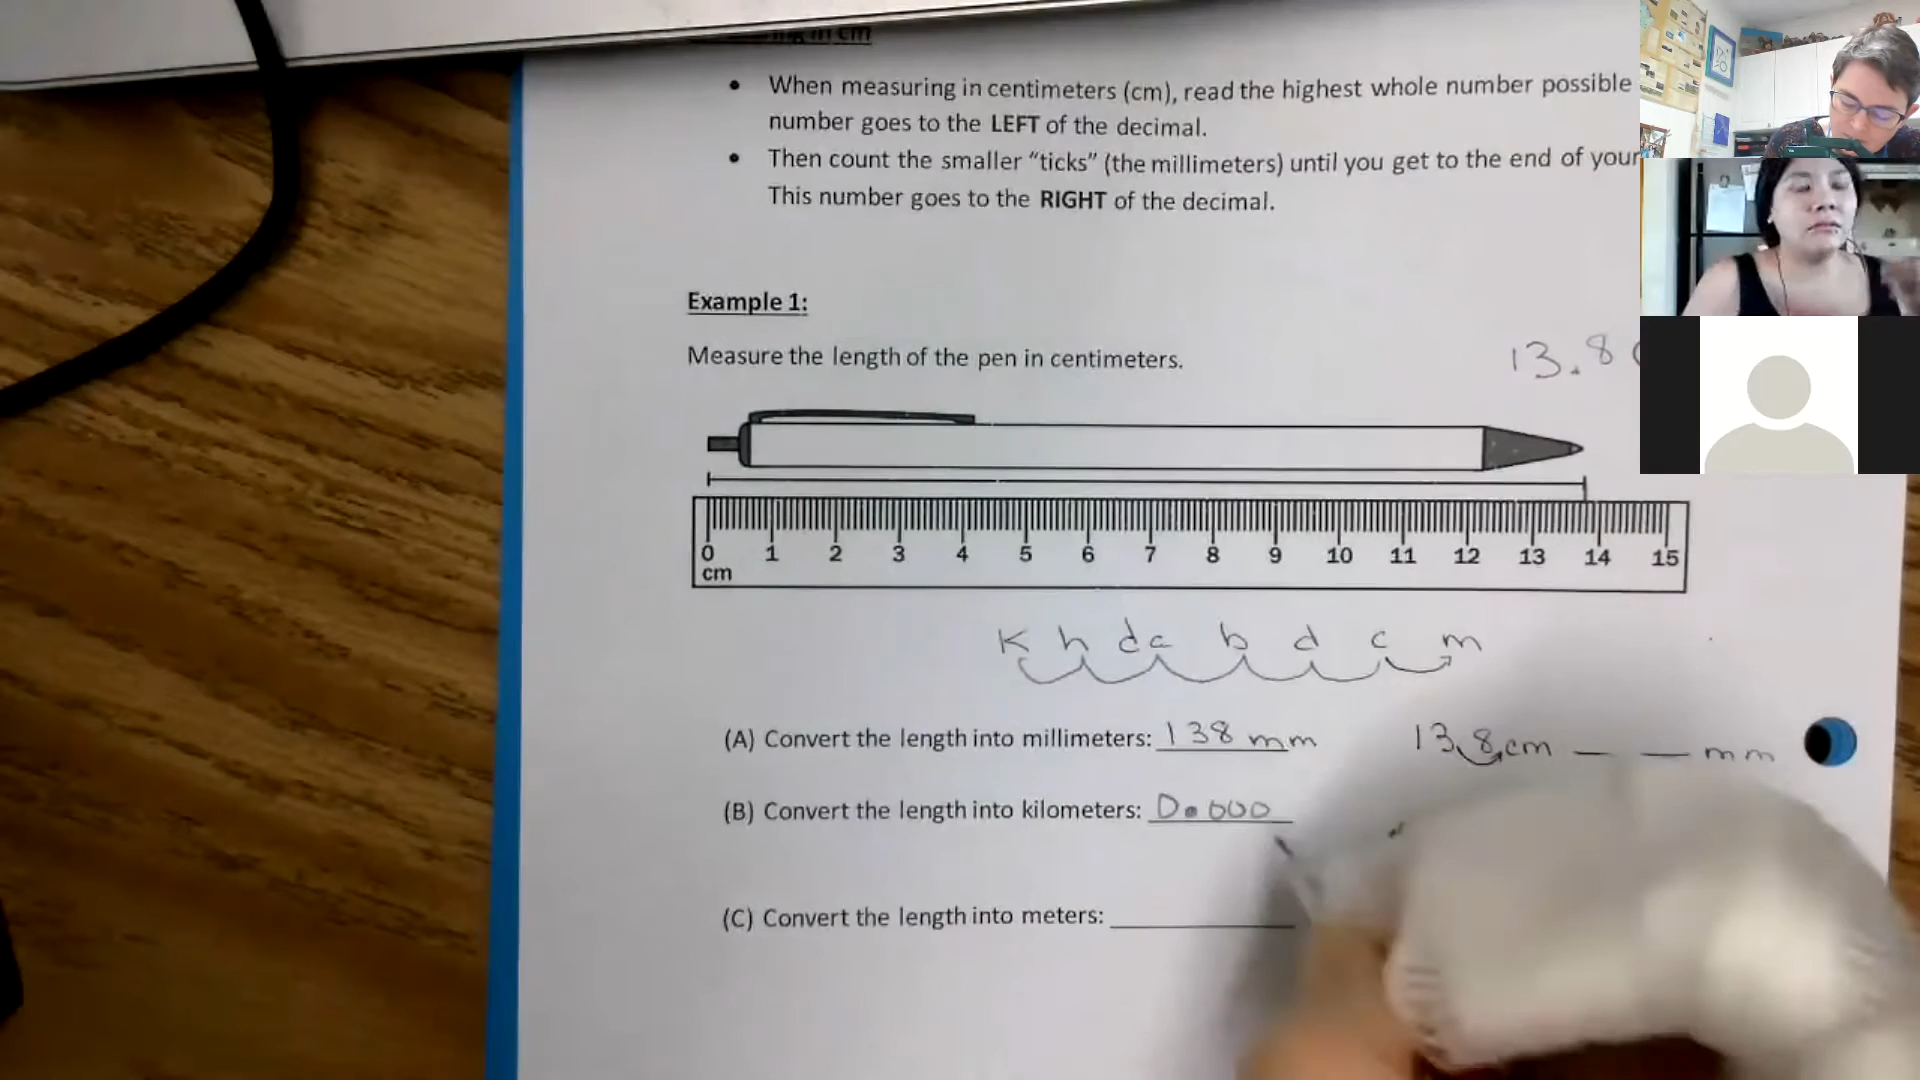 in cm
• When measuring in centimeters (cm), read the highest whole number possible
number goes to the LEFT of the decimal.
• Then count the smaller “ticks” (the millimeters) until you get to the end of your
This number goes to the RIGHT of the decimal.
Example 1:
Measure the length of the pen in centimeters.
13.8
0 1 2 3 4 5 6 7 8 9 10 11 12 13 14 15
cm
K h da b d c m
(A) Convert the length into millimeters: 138 mm 13.8 cm _ _ mm
(B) Convert the length into kilometers: 0.000
(C) Convert the length into meters: ________